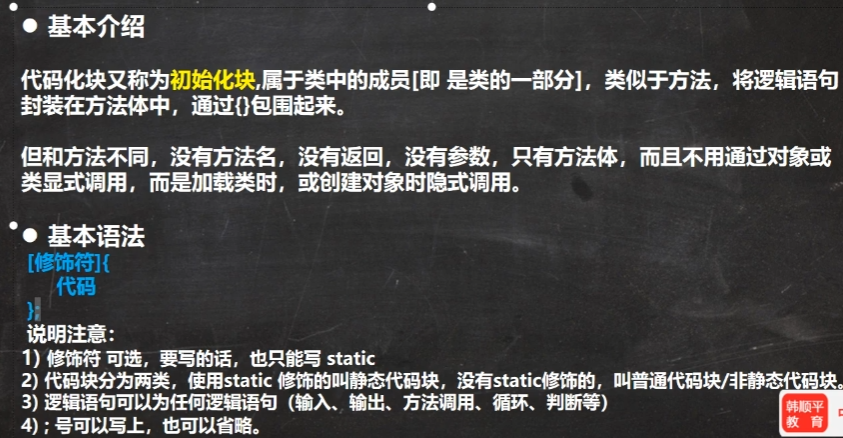 ● 基本介绍
代码化块又称为初始化块,属于类中的成员[即 是类的一部分]，类似于方法，将逻辑语句
封装在方法体中，通过{}包围起来。
但和方法不同，没有方法名，没有返回，没有参数，只有方法体，而且不用通过对象或
类显式调用，而是加载类时，或创建对象时隐式调用。
● 基本语法
[修饰符]{
代码
};
说明注意：
1) 修饰符 可选，要写的话，也只能写 static
2) 代码块分为两类，使用static 修饰的叫静态代码块，没有static修饰的，叫普通代码块/非静态代码块。
3) 逻辑语句可以为任何逻辑语句（输入、输出、方法调用、循环、判断等）
4) ; 号可以写上，也可以省略。
韩顺平
教 育